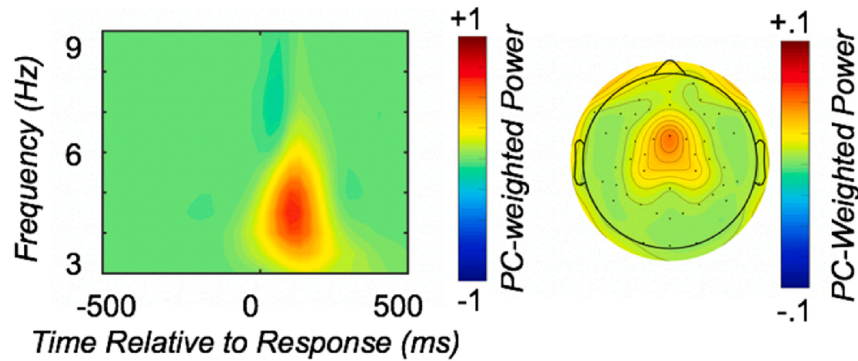 Frequency (Hz)
9
6
3
-500
0
500
Time Relative to Response (ms)
+1
-1
PC-weighted Power
+.1
-.1
PC-Weighted Power